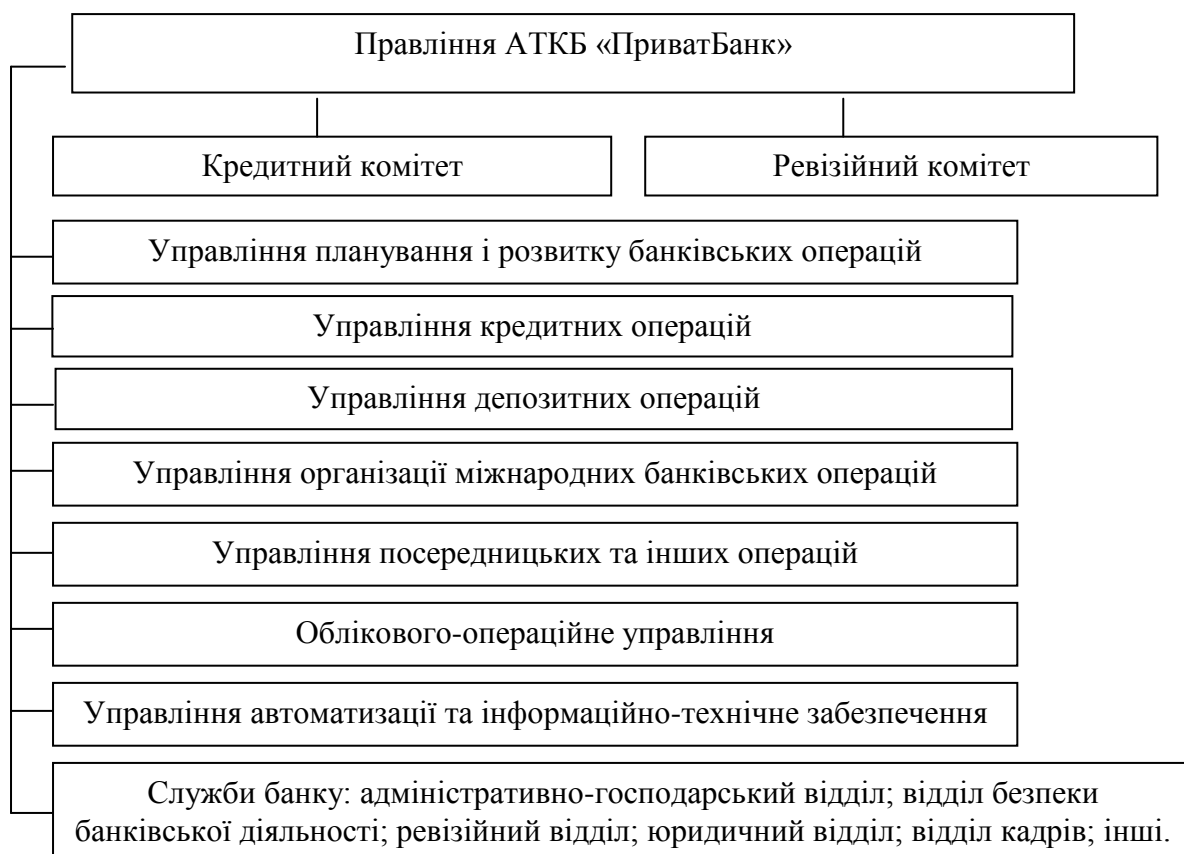 Правління АТКБ «ПриватБанк»
Кредитний комітет
Ревізійний комітет
Управління планування і розвитку банківських операцій
Управління кредитних операцій
Управління депозитних операцій
Управління організації міжнародних банківських операцій
Управління посередницьких та інших операцій
Облікового-операційне управління
Управління автоматизації та інформаційно-технічне забезпечення
Служби банку: адміністративно-господарський відділ; відділ безпеки
банківської діяльності; ревізійний відділ; юридичний відділ; відділ кадрів; інші.